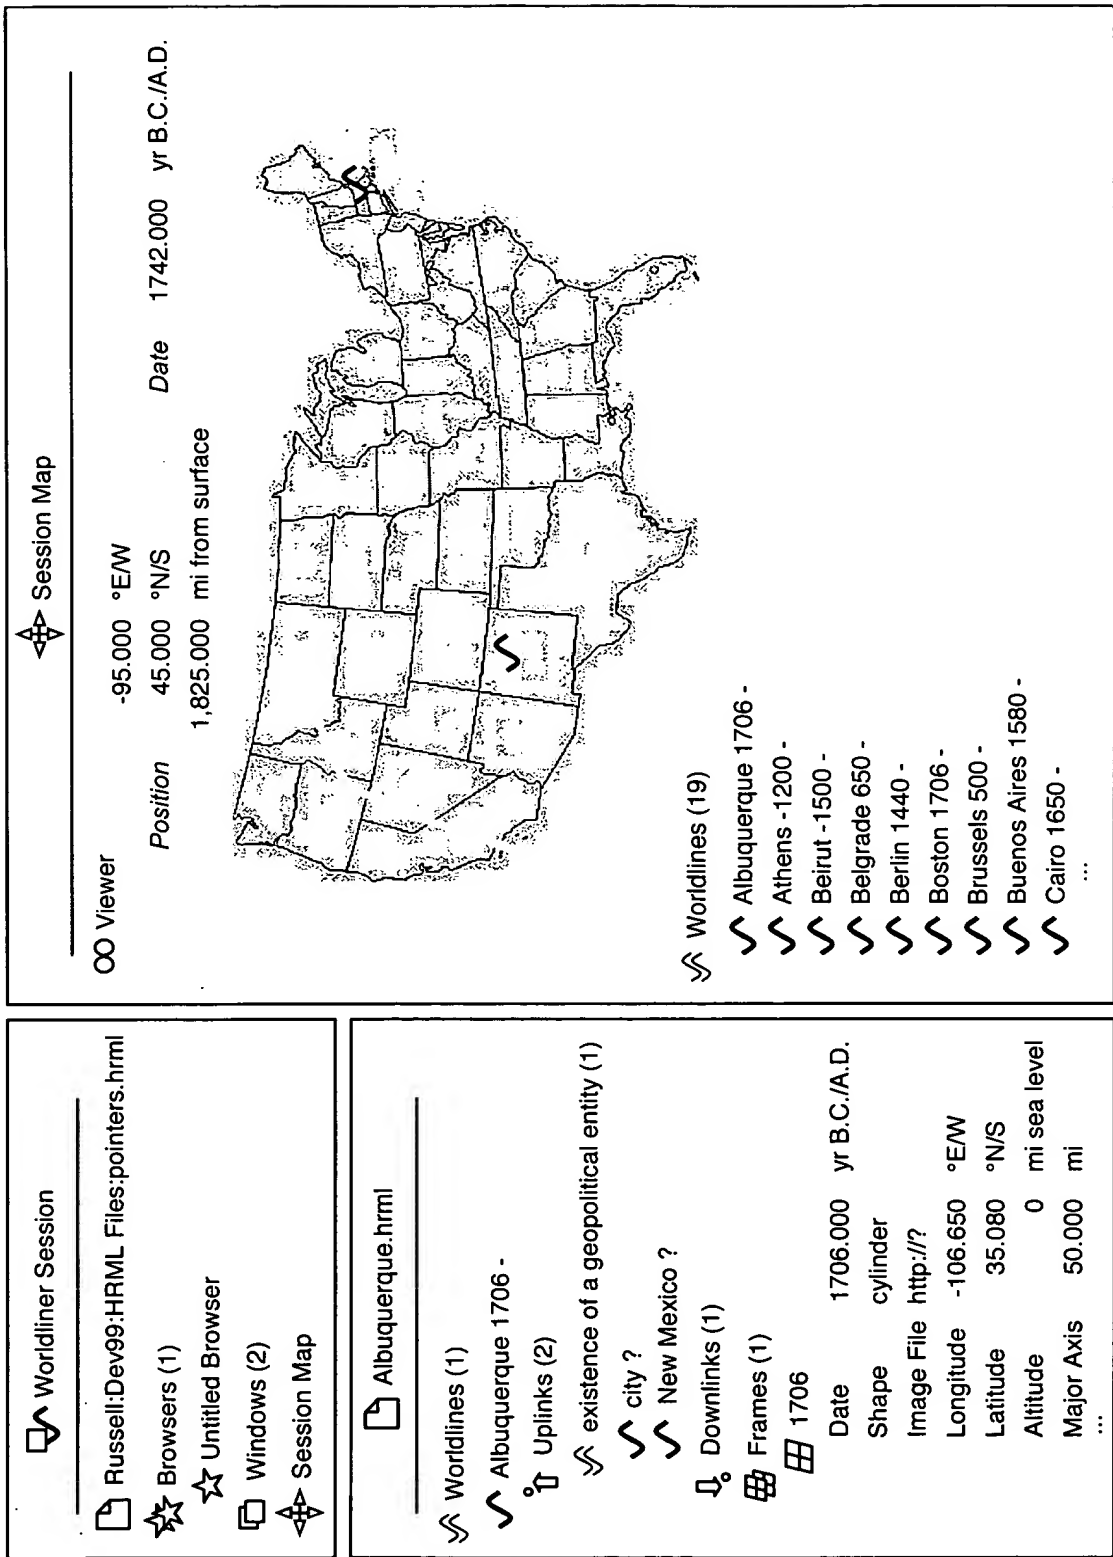 Worldliner Session
Russell:Dev99:HRML Files:pointers.hrml
Browsers (1)
Untitled Browser
Windows (2)
Session Map
Albuquerque.hrml
Worldlines (1)
Albuquerque 1706 -
Uplinks (2)
existence of a geopolitical entity (1)
city ?
New Mexico ?
Downlinks (1)
Frames (1)
1706
Date 1706.000 yr B.C./A.D.
Shape cylinder
Image File http://?
Longitude -106.650 °E/W
Latitude 35.080 °N/S
Altitude 0 mi sea level
Major Axis 50.000 mi
...
Session Map
Viewer
Position -95.000 °E/W
45.000 °N/S Date 1742.000 yr B.C./A.D.
1,825.000 mi from surface
Worldlines (19)
Albuquerque 1706 -
Athens -1200 -
Beirut -1500 -
Belgrade 650 -
Berlin 1440 -
Boston 1706 -
Brussels 500 -
Buenos Aires 1580 -
Cairo 1650 -
...